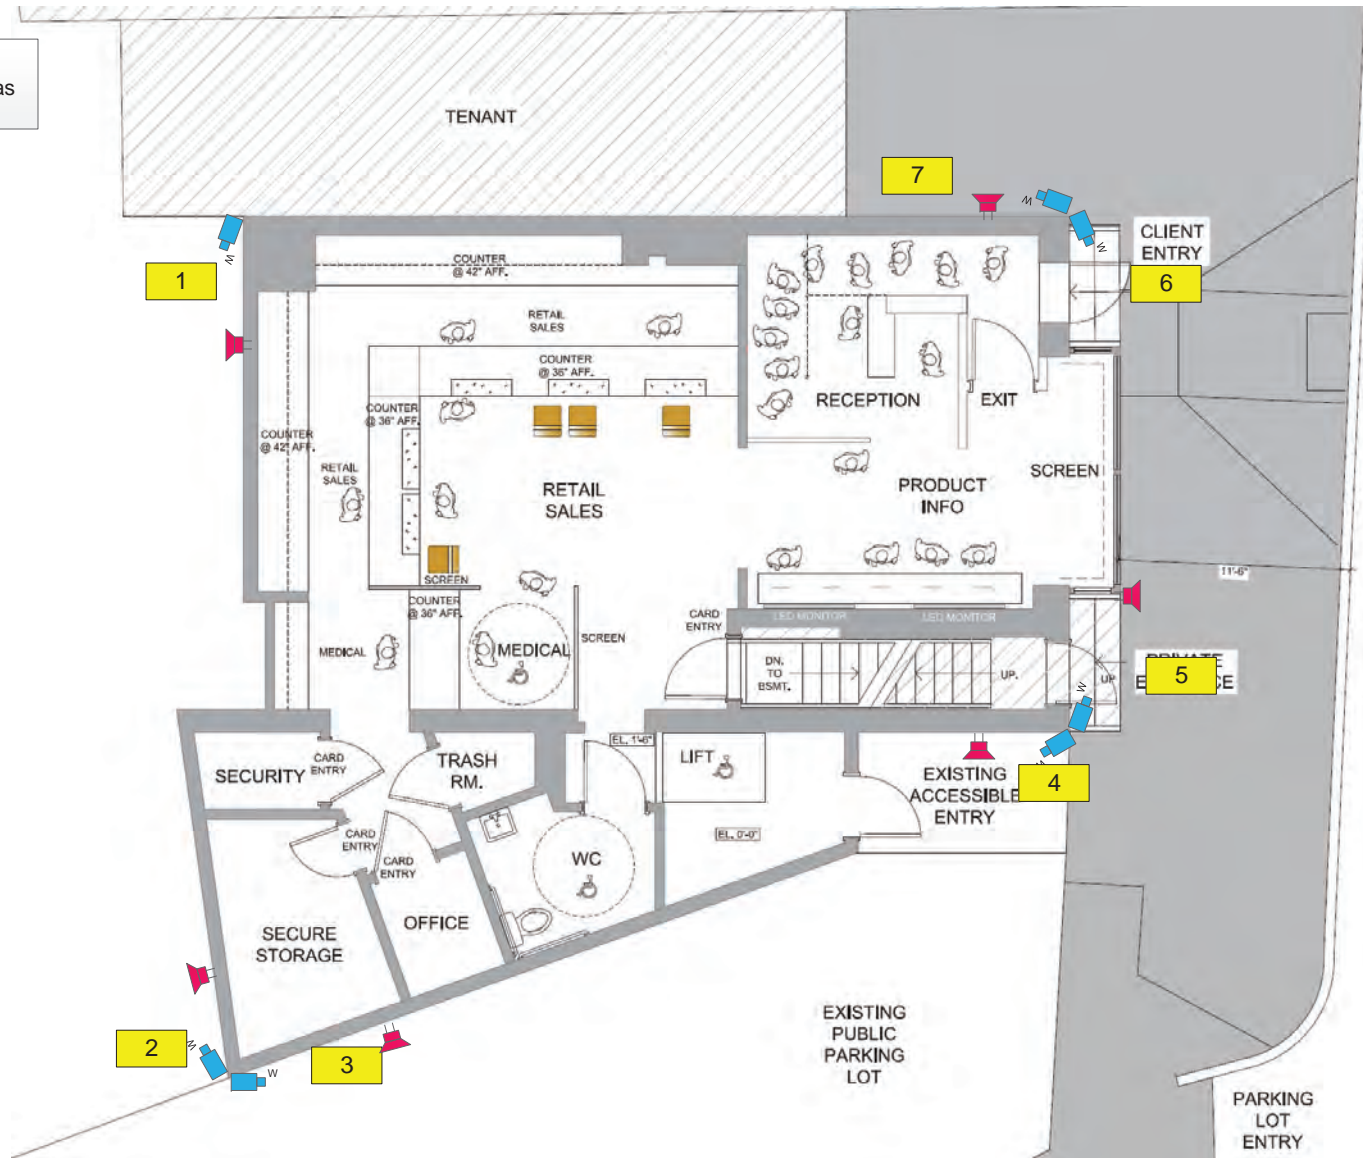 as
TENANT
7
W
W
CLIENT
ENTRY
W
1
6
COUNTER
@ 42" AFF.
RETAIL
SALES
COUNTER
@ 36" AFF.
RECEPTION
EXIT
COUNTER
@ 36" AFF.
COUNTER
@ 42" AFF.
RETAIL
SALES
RETAIL
SALES
PRODUCT
INFO
SCREEN
SCREEN
11'-6"
COUNTER
@ 36" AFF.
CARD
ENTRY
LED MONITOR
LED MONITOR
SCREEN
MEDICAL
MEDICAL
DN.
TO
BSMT.
UP.
UP
5
W
EL. 1'-6"
LIFT
SECURITY
CARD
ENTRY
TRASH
RM.
W
4
EXISTING
ACCESSIBLE
ENTRY
EL. 0'-0"
CARD
ENTRY
CARD
ENTRY
WC
OFFICE
SECURE
STORAGE
EXISTING
PUBLIC
PARKING
LOT
2
W
3
W
PARKING
LOT
ENTRY